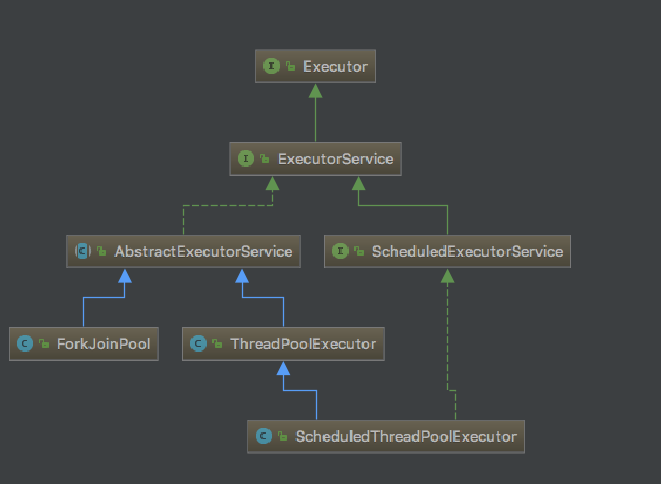 I Executor
I ExecutorService
C AbstractExecutorService
I ScheduledExecutorService
C ForkJoinPool
C ThreadPoolExecutor
C ScheduledThreadPoolExecutor